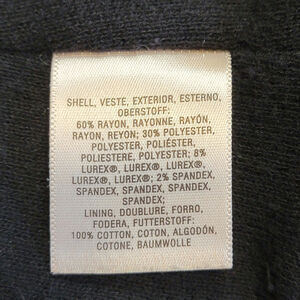 SHELL, VESTE, EXTERIOR, ESTERNO,
OBERSTOFF:
60% RAYON, RAYONNE, RAYÓN,
RAYON, REYON; 30% POLYESTER,
POLYESTER, POLIÉSTER,
POLIESTERE, POLYESTER; 8%
LUREX®, LUREX®, LUREX®,
LUREX®, LUREX®; 2% SPANDEX,
SPANDEX, SPANDEX, SPANDEX,
SPANDEX;
LINING, DOUBLURE, FORRO,
FODERA, FUTTERSTOFF:
100% COTTON, COTON, ALGODÓN,
COTONE, BAUMWOLLE